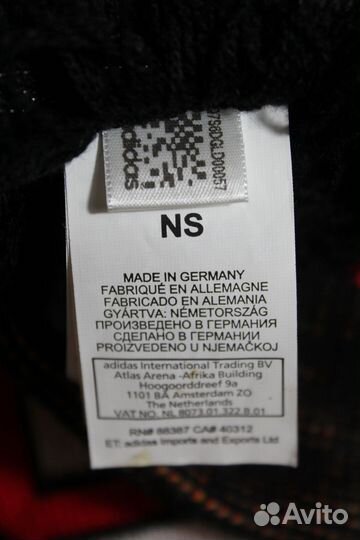 adidas
D798DGLD00057
NS
MADE IN GERMANY
FABRIQUÉ EN ALLEMAGNE
FABRICADO EN ALEMANIA
GYÁRTVA: NÉMETORSZÁG
ПРОИЗВЕДЕНО В ГЕРМАНИЯ
СДЕЛАНО В ГЕРМАНИИ
PROIZVEDENO U NJEMAČKOJ
adidas International Trading BV
Atlas Arena -Afrika Building
Hoogoorddreef 9a
1101 BA Amsterdam ZO
The Netherlands
VAT NO. NL 8073.01.322.B.01
RN# 88387 CA# 40312
ET: adidas Imports and Exports Ltd
Avito